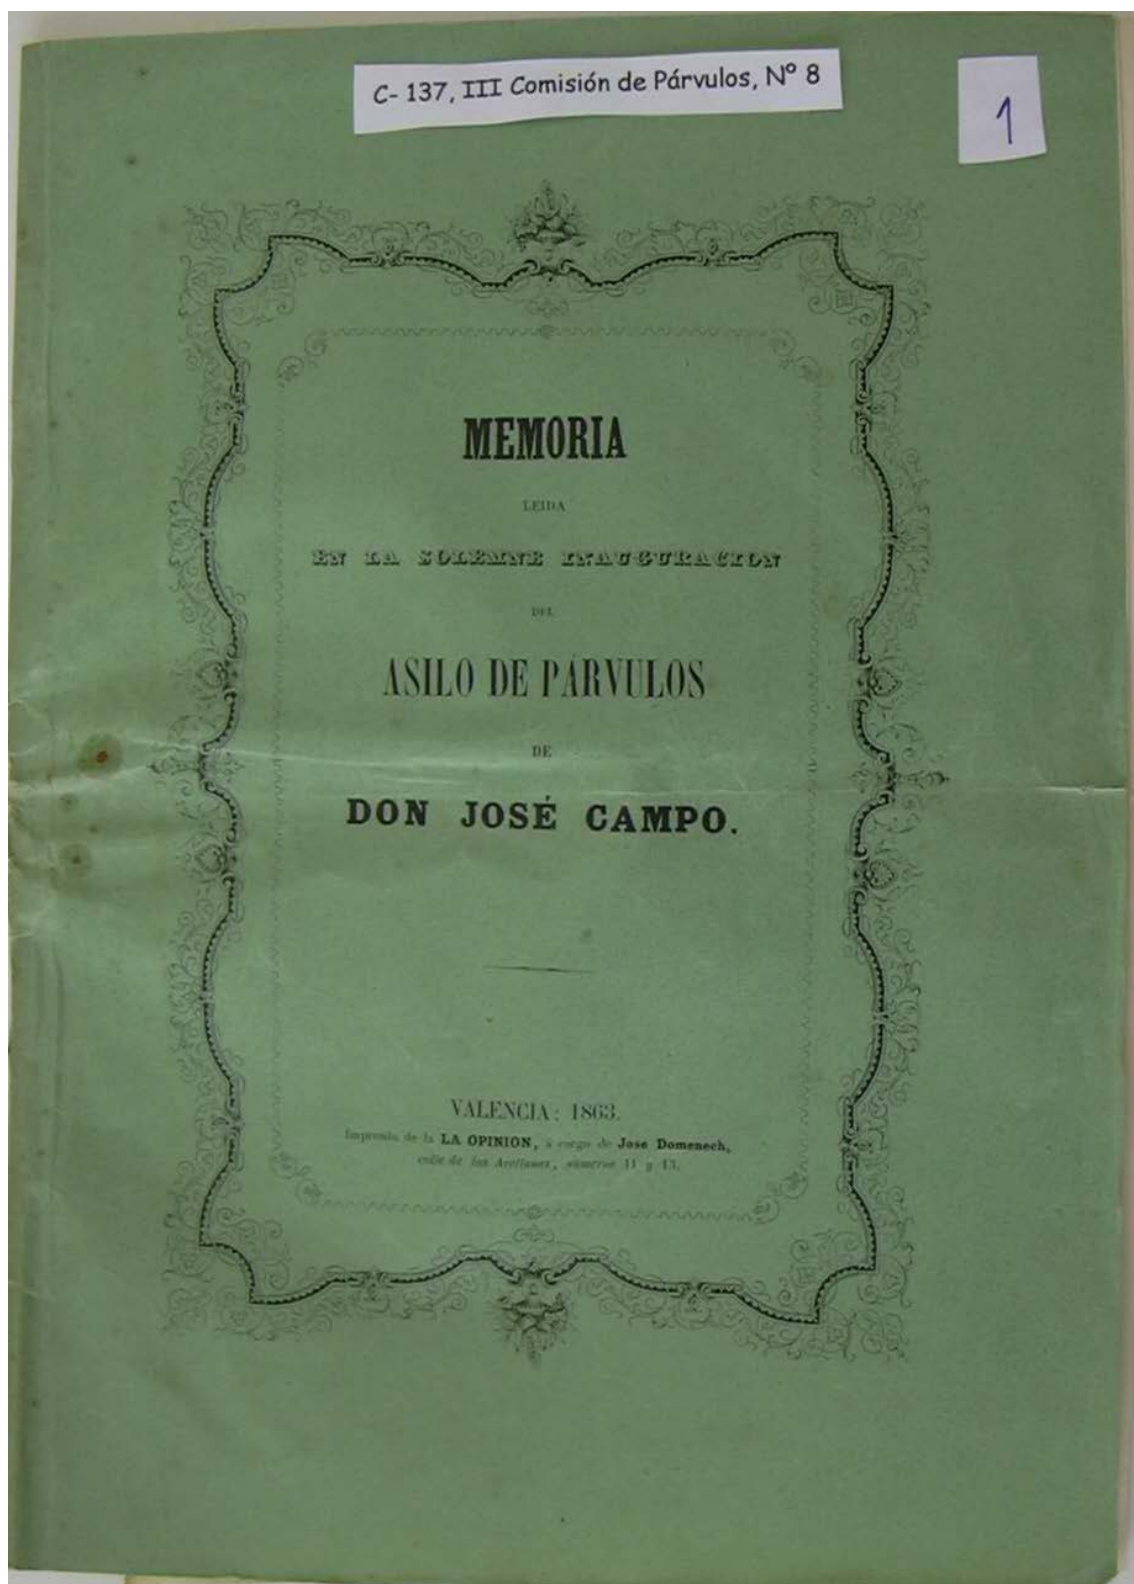 C- 137, III Comisión de Párvulos, Nº 8
1
MEMORIA
LEIDA
EN LA SOLEMNE INAUGURACION
DEL
ASILO DE PÁRVULOS
DE
DON JOSÉ CAMPO.
VALENCIA: 1863.
Imprenta de la LA OPINION, a cargo de Jose Domenech,
calle de las Avellanas, números 11 y 13.